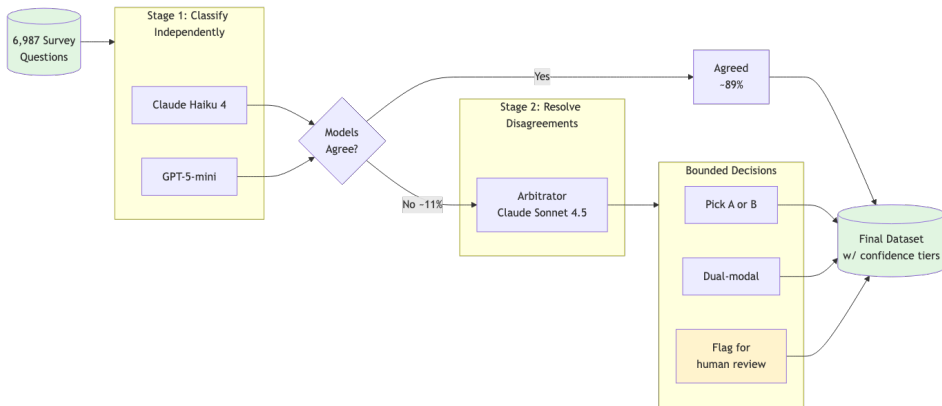 6,987 Survey
Questions
Stage 1: Classify
Independently
Claude Haiku 4
GPT-5-mini
Models
Agree?
Yes
No ~11%
Agreed
~89%
Stage 2: Resolve
Disagreements
Arbitrator
Claude Sonnet 4.5
Bounded Decisions
Pick A or B
Dual-modal
Flag for
human review
Final Dataset
w/ confidence tiers